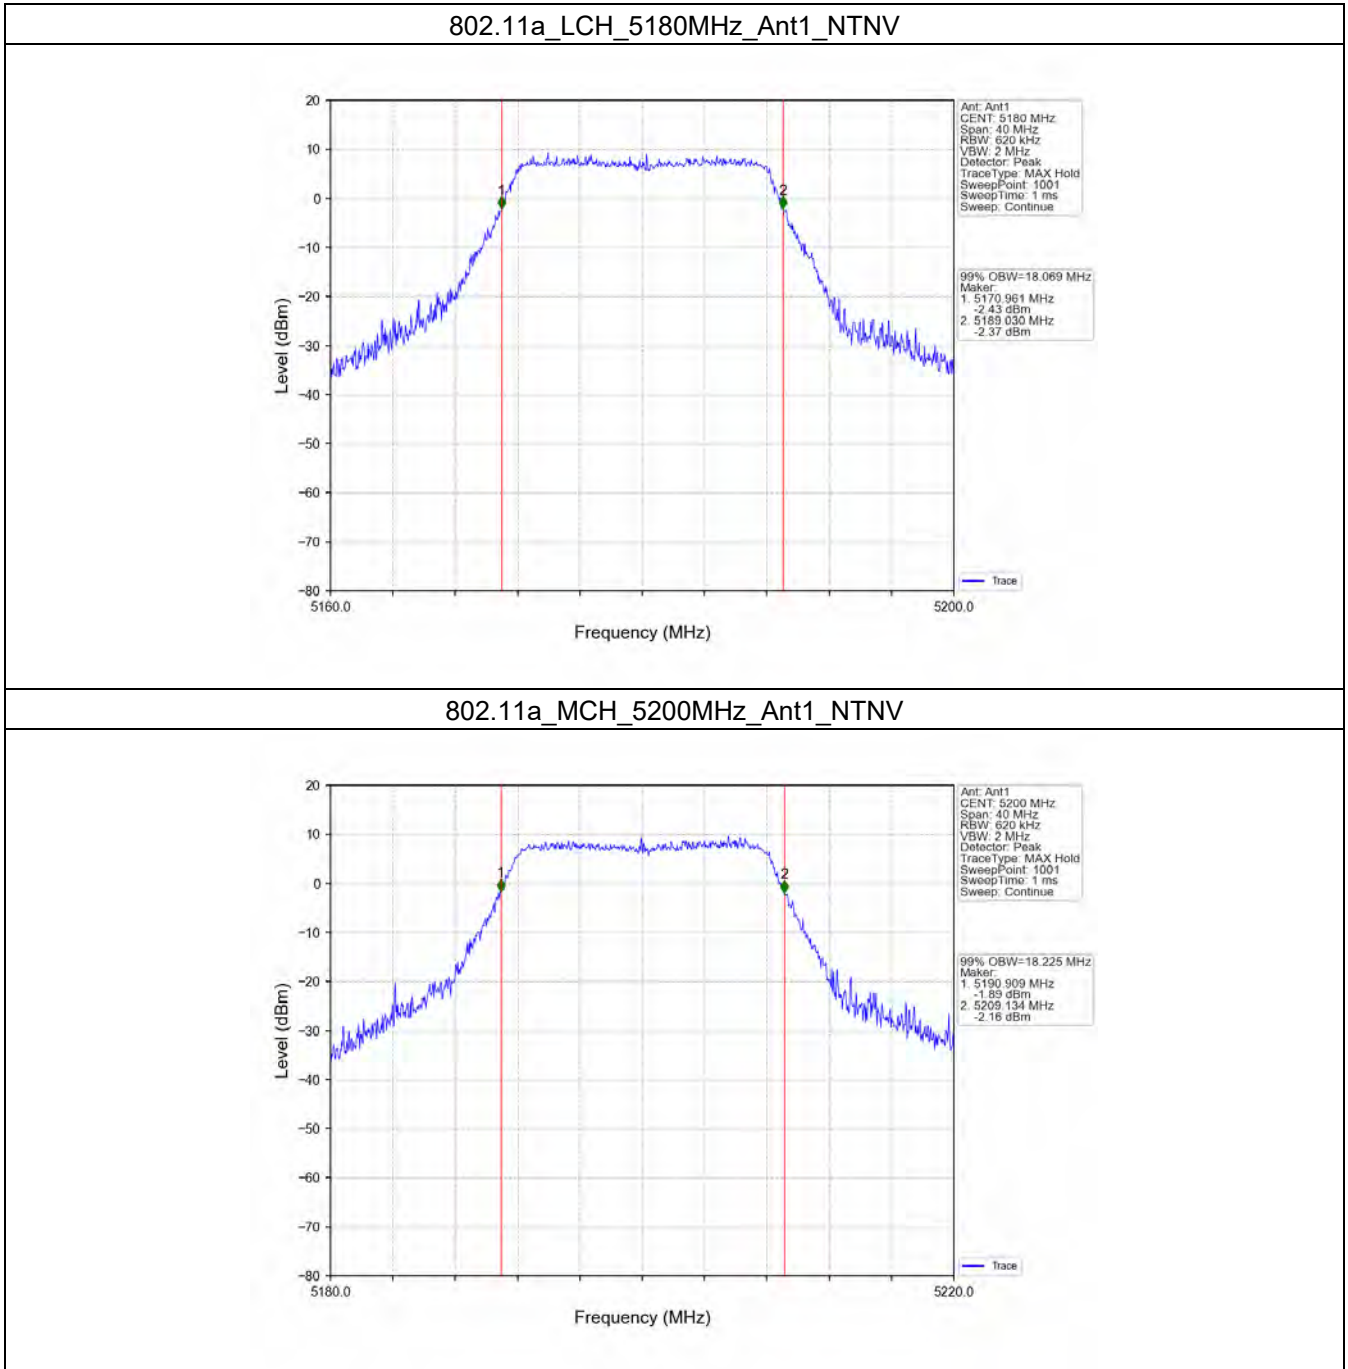 802.11a_LCH_5180MHz_Ant1_NTNV
20
10
0
−10
−20
−30
−40
−50
−60
−70
−80
Level (dBm)
1
2
5160.0
5200.0
Frequency (MHz)
Ant: Ant1
CENT: 5180 MHz
Span: 40 MHz
RBW: 620 kHz
VBW: 2 MHz
Detector: Peak
TraceType: MAX Hold
SweepPoint: 1001
SweepTime: 1 ms
Sweep: Continue
99% OBW=18.069 MHz
Maker:
1. 5170.961 MHz
-2.43 dBm
2. 5189.030 MHz
-2.37 dBm
Trace
802.11a_MCH_5200MHz_Ant1_NTNV
20
10
0
−10
−20
−30
−40
−50
−60
−70
−80
Level (dBm)
1
2
5180.0
5220.0
Frequency (MHz)
Ant: Ant1
CENT: 5200 MHz
Span: 40 MHz
RBW: 620 kHz
VBW: 2 MHz
Detector: Peak
TraceType: MAX Hold
SweepPoint: 1001
SweepTime: 1 ms
Sweep: Continue
99% OBW=18.225 MHz
Maker:
1. 5190.909 MHz
-1.89 dBm
2. 5209.134 MHz
-2.16 dBm
Trace